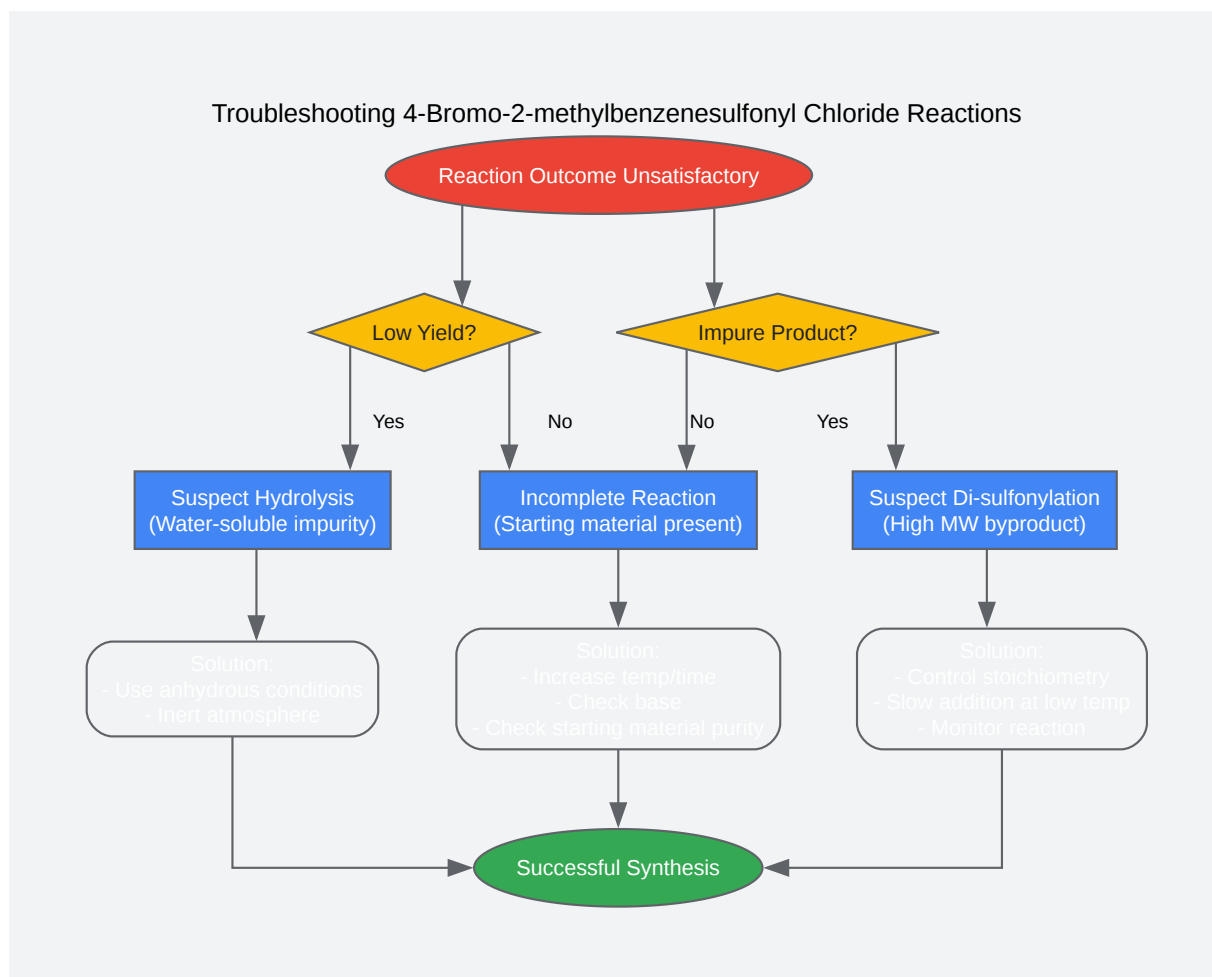 Troubleshooting 4-Bromo-2-methylbenzenesulfonyl Chloride Reactions
Reaction Outcome Unsatisfactory
Low Yield?
Impure Product?
Yes
No
No
Yes
Suspect Hydrolysis
(Water-soluble impurity)
Incomplete Reaction
(Starting material present)
Suspect Di-sulfonylation
(High MW byproduct)
Solution:
- Use anhydrous conditions
- Inert atmosphere
Solution:
- Increase temp/time
- Check base
- Check starting material purity
Solution:
- Control stoichiometry
- Slow addition at low temp
- Monitor reaction
Successful Synthesis